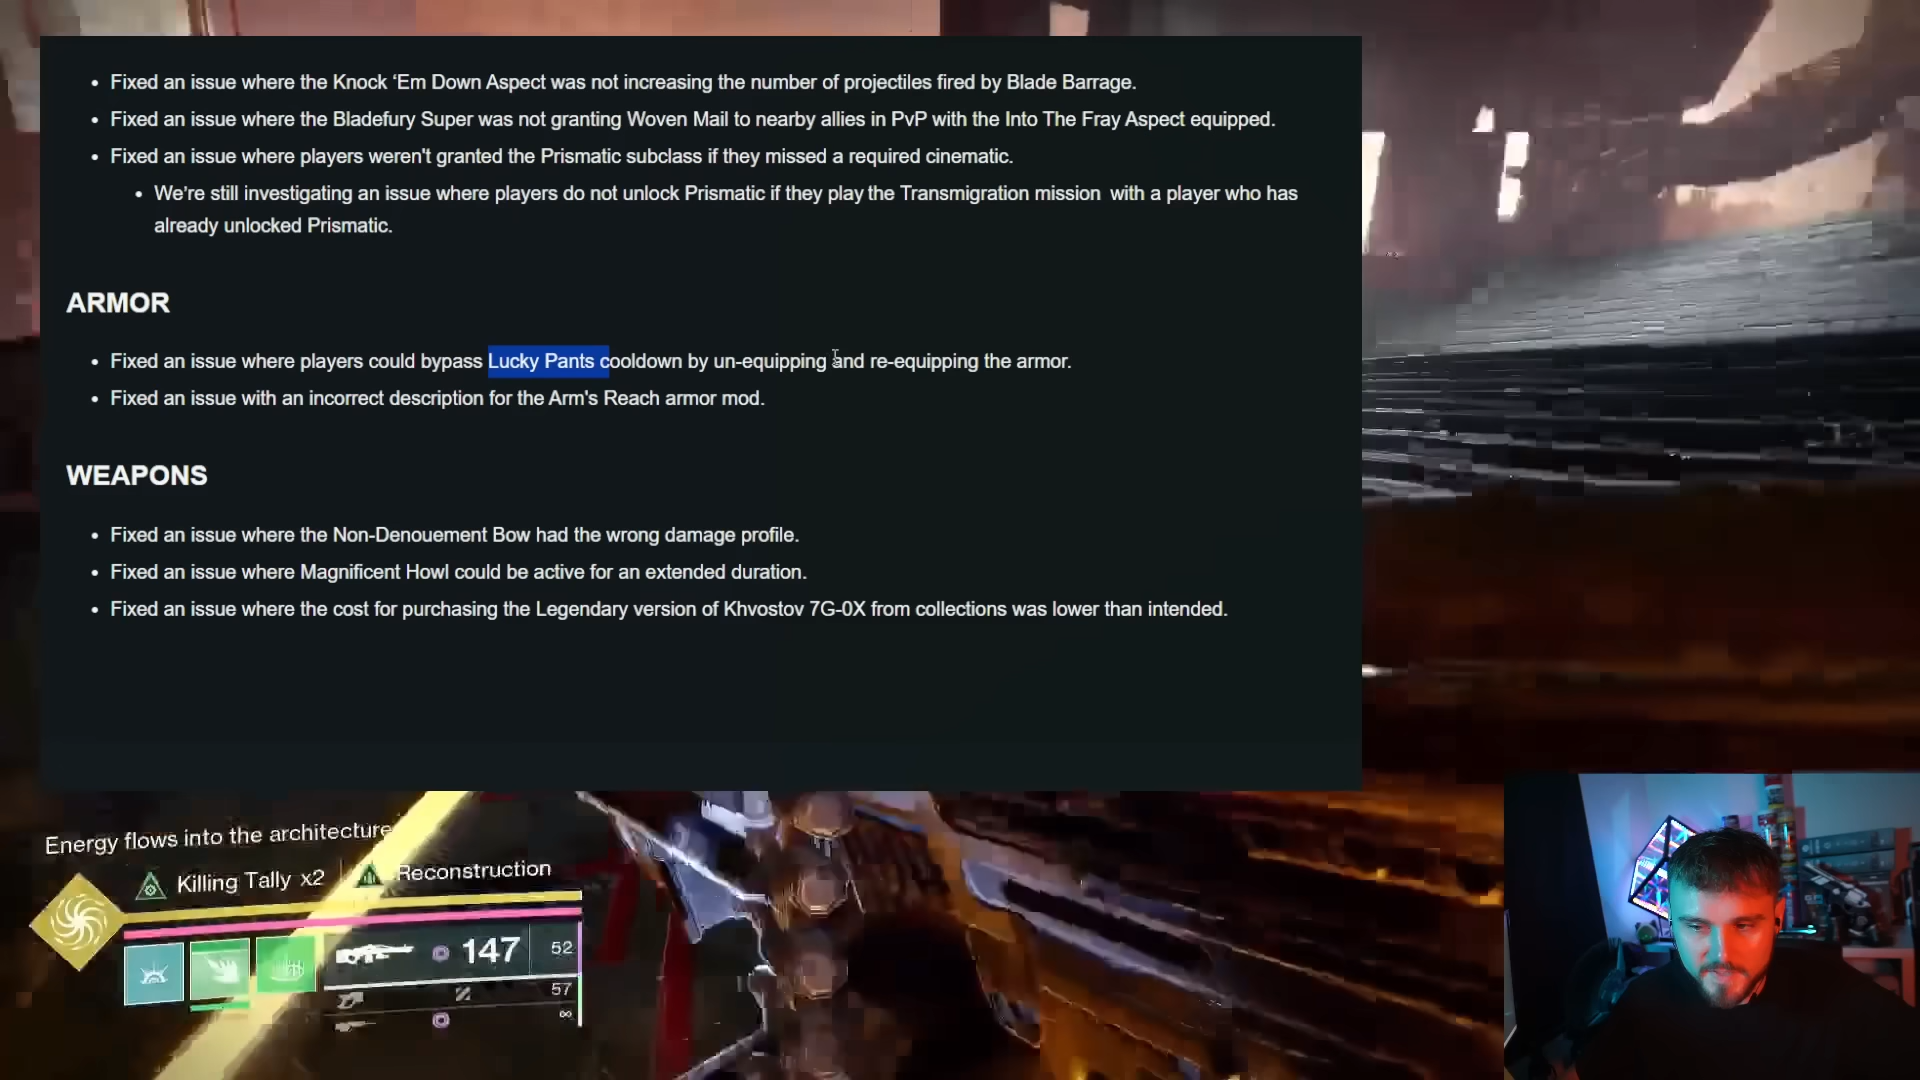 Fixed an issue where the Knock ‘Em Down Aspect was not increasing the number of projectiles fired by Blade Barrage.
Fixed an issue where the Bladefury Super was not granting Woven Mail to nearby allies in PvP with the Into The Fray Aspect equipped.
Fixed an issue where players weren't granted the Prismatic subclass if they missed a required cinematic.
We're still investigating an issue where players do not unlock Prismatic if they play the Transmigration mission with a player who has
already unlocked Prismatic.
ARMOR
Fixed an issue where players could bypass Lucky Pants cooldown by un-equipping and re-equipping the armor.
Fixed an issue with an incorrect description for the Arm's Reach armor mod.
WEAPONS
Fixed an issue where the Non-Denouement Bow had the wrong damage profile.
Fixed an issue where Magnificent Howl could be active for an extended duration.
Fixed an issue where the cost for purchasing the Legendary version of Khvostov 7G-0X from collections was lower than intended.
Energy flows into the architecture
Killing Tally x2 Reconstruction
147 52
57
∞